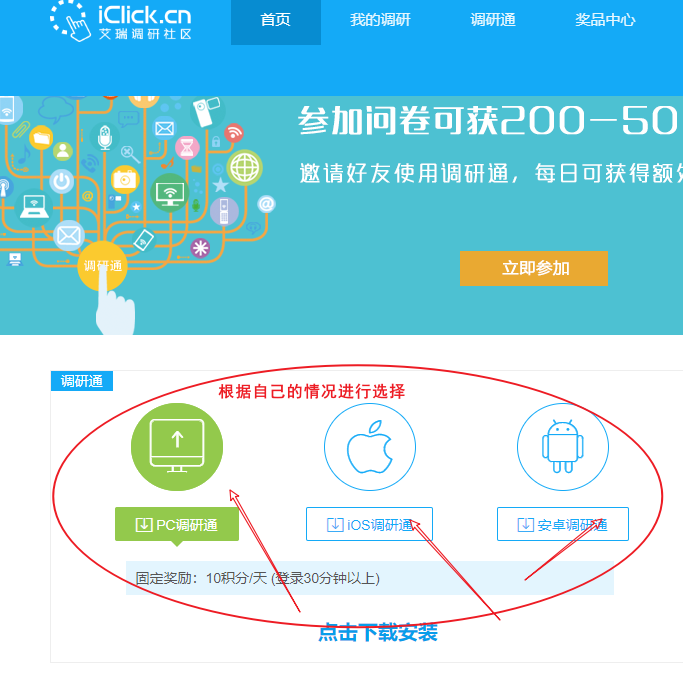 iClick.cn
艾瑞调研社区
首页
我的调研
调研通
奖品中心
参加问卷可获200-50
邀请好友使用调研通，每日可获得额
立即参加
调研通
调研通
根据自己的情况进行选择
PC调研通
iOS调研通
安卓调研通
固定奖励：10积分/天 (登录30分钟以上)
点击下载安装